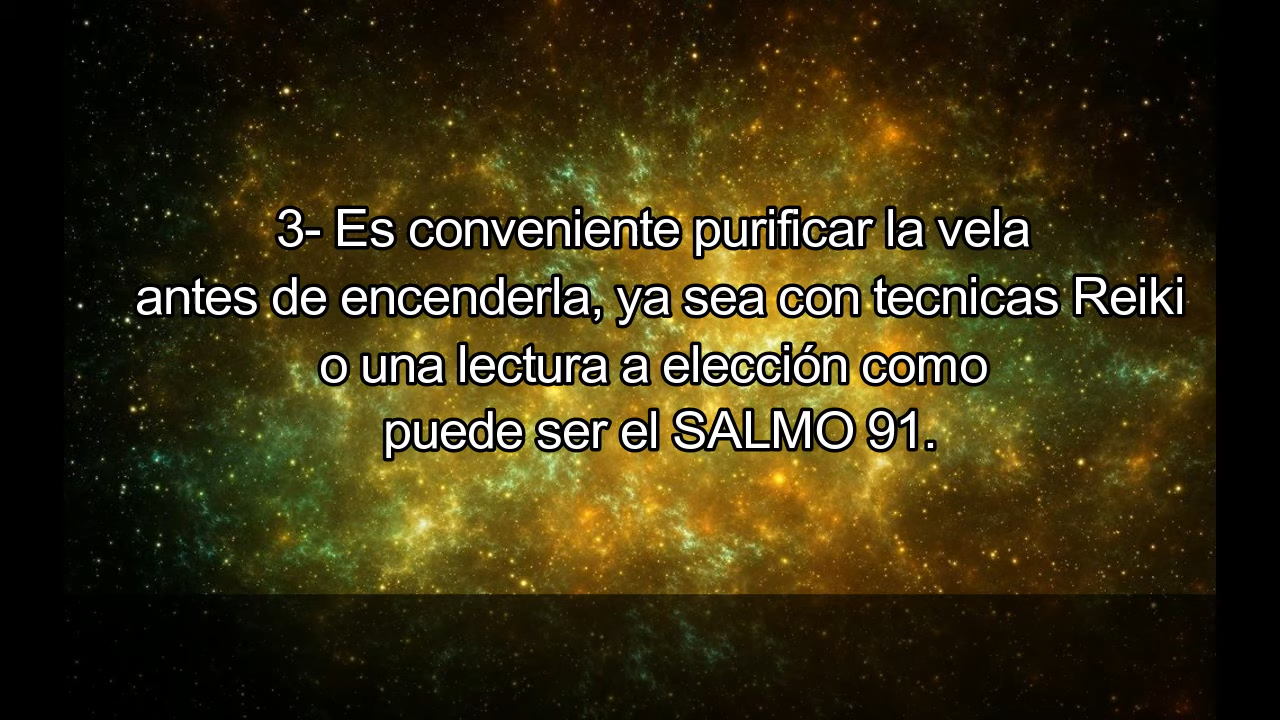 3- Es conveniente purificar la vela
antes de encenderla, ya sea con tecnicas Reiki
o una lectura a elección como
puede ser el SALMO 91.